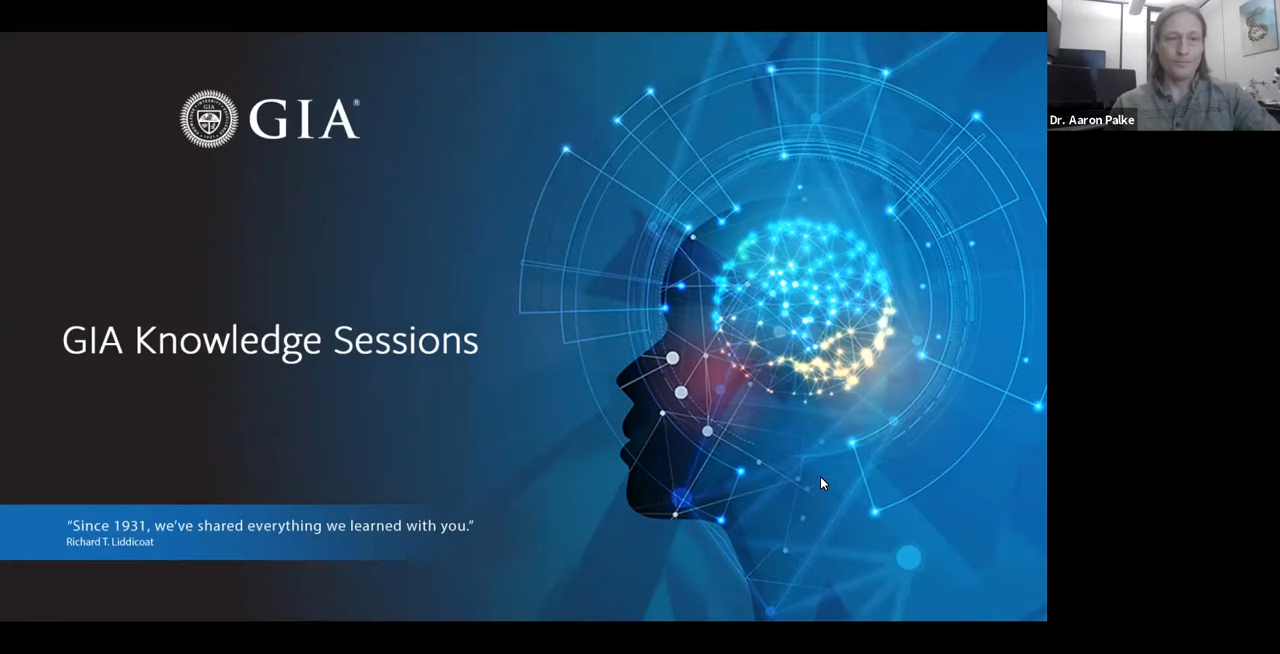 GIA®
GIA Knowledge Sessions
“Since 1931, we’ve shared everything we learned with you.”
Richard T. Liddicoat
Dr. Aaron Palke